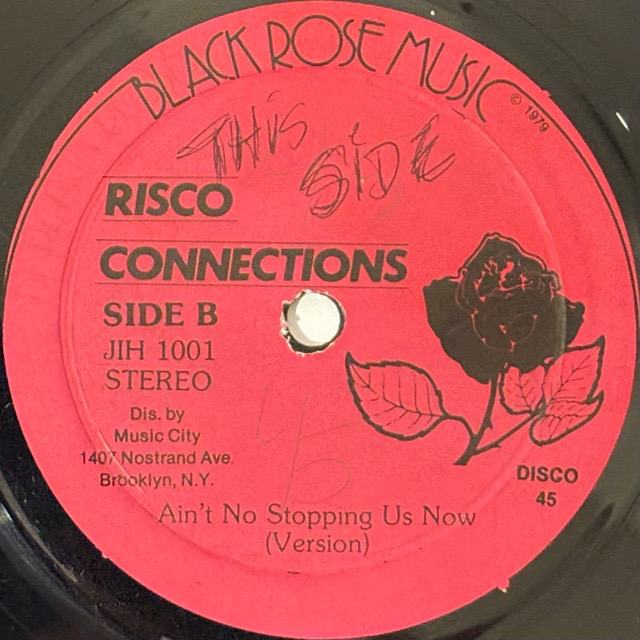 BLACK ROSE MUSIC
© 1979
THiS
SiDE
RISCO
CONNECTIONS
SIDE B
JIH 1001
STEREO
Dis. by
Music City
1407 Nostrand Ave.
Brooklyn, N.Y.
DISCO
45
Ain't No Stopping Us Now
(Version)